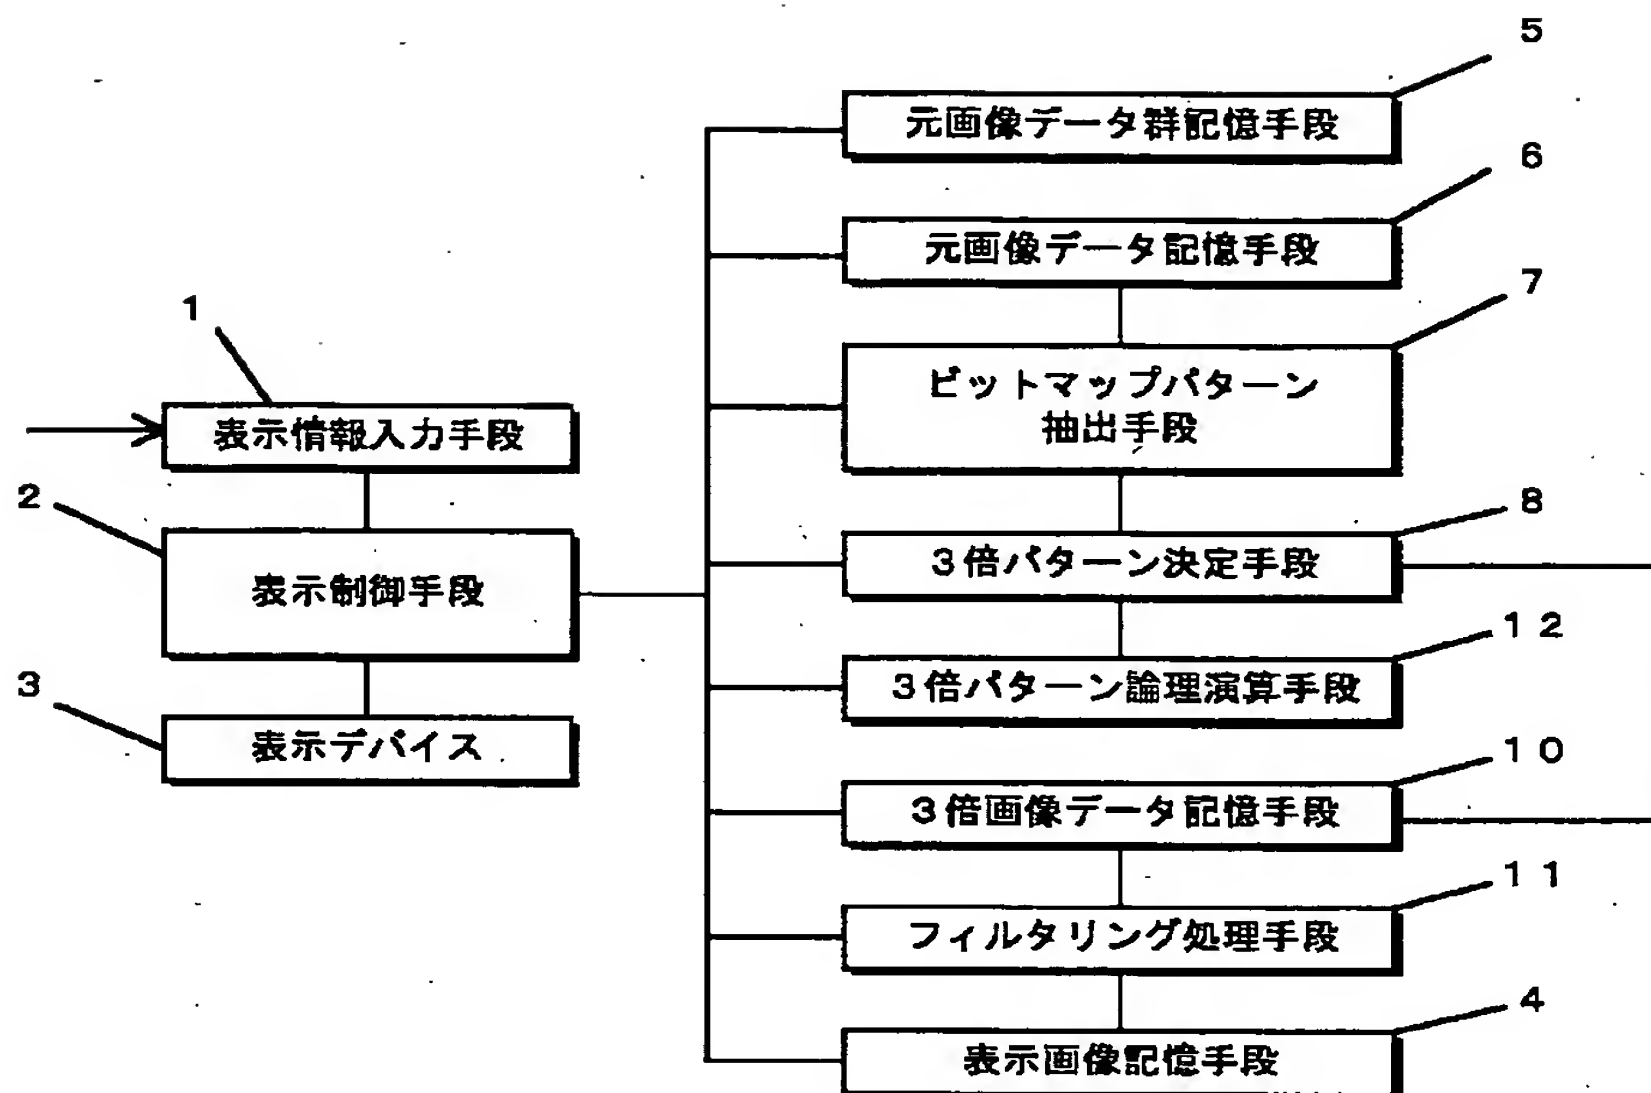 5
元画像データ群記憶手段
6
元画像データ記憶手段
7
ビットマップパターン
抽出手段
1
表示情報入力手段
2
表示制御手段
3
表示デバイス
8
3倍パターン決定手段
12
3倍パターン論理演算手段
10
3倍画像データ記憶手段
11
フィルタリング処理手段
4
表示画像記憶手段